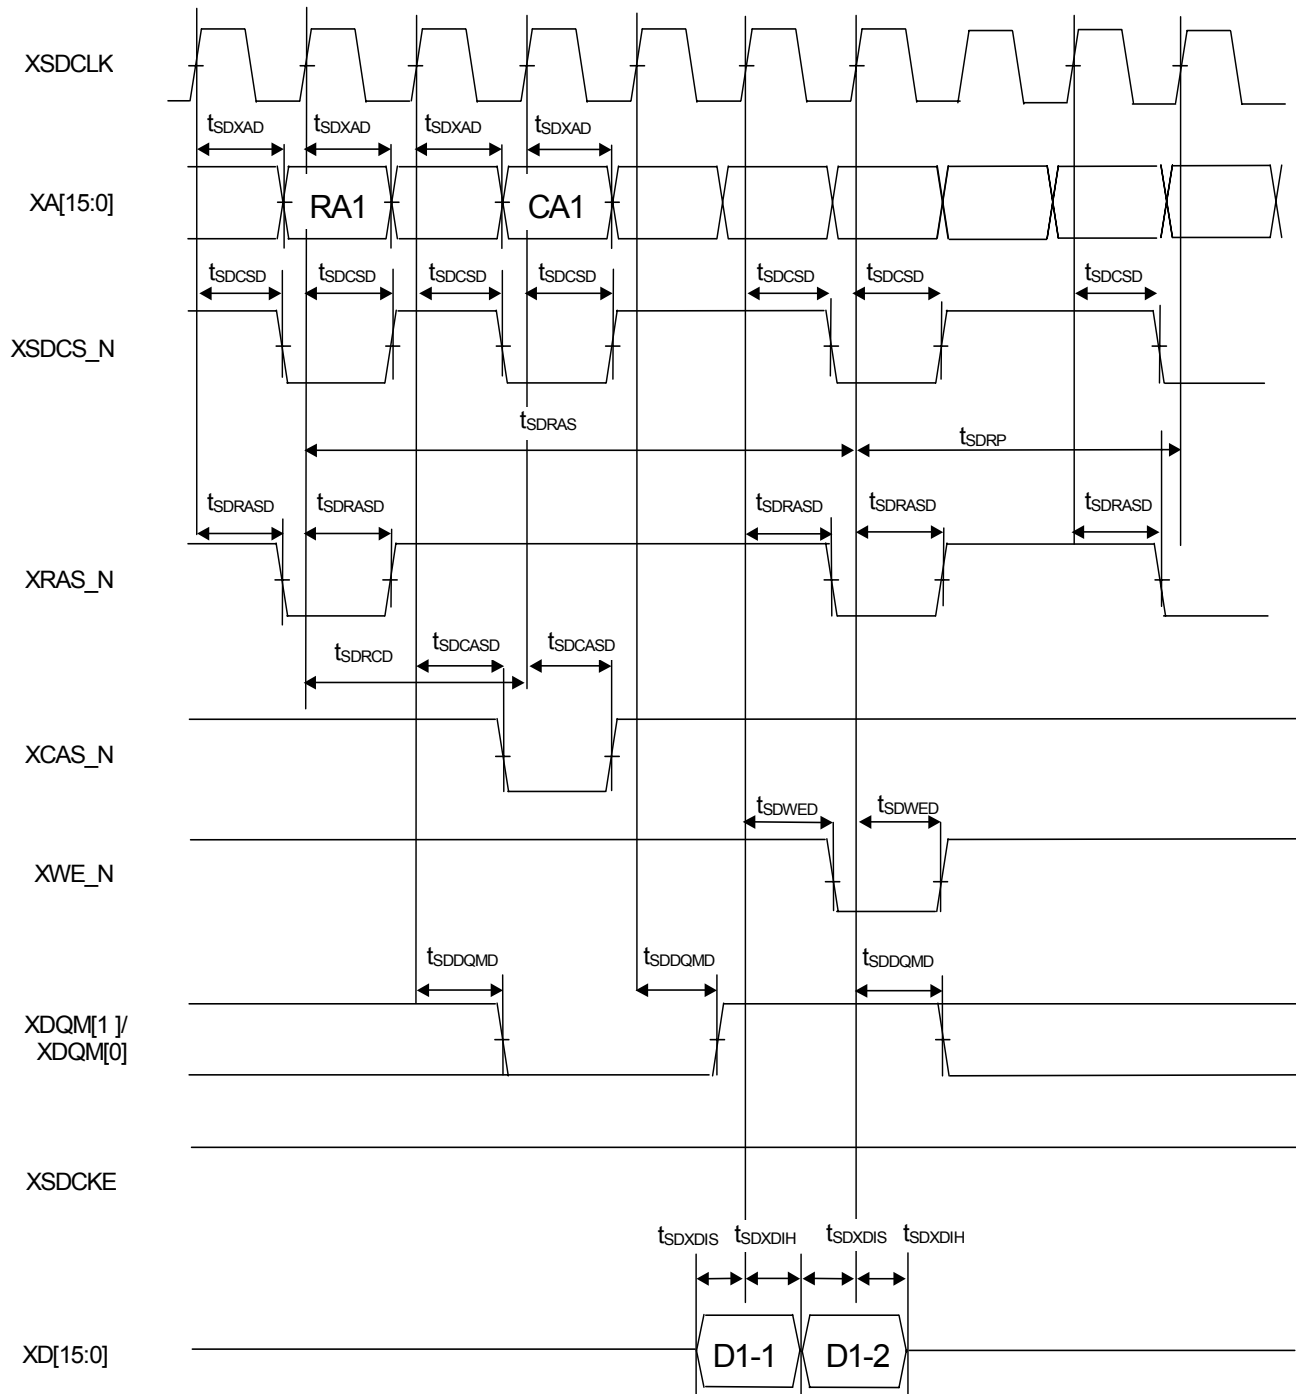 XSDCLK
tSDXAD tSDXAD tSDXAD tSDXAD
XA[15:0]
RA1 CA1
tSDCSD tSDCSD tSDCSD tSDCSD tSDCSD tSDCSD tSDCSD
XSDCS_N
tSDRAS
tSDRP
tSDRASD tSDRASD tSDRASD tSDRASD tSDRASD
XRAS_N
tSDRCD tSDCASD tSDCASD
XCAS_N
tSDWED tSDWED
XWE_N
tSDDQMD tSDDQMD tSDDQMD
XDQM[1 ]/
XDQM[0]
XSDCKE
tSDXDIS tSDXDIH tSDXDIS tSDXDIH
XD[15:0]
D1-1 D1-2